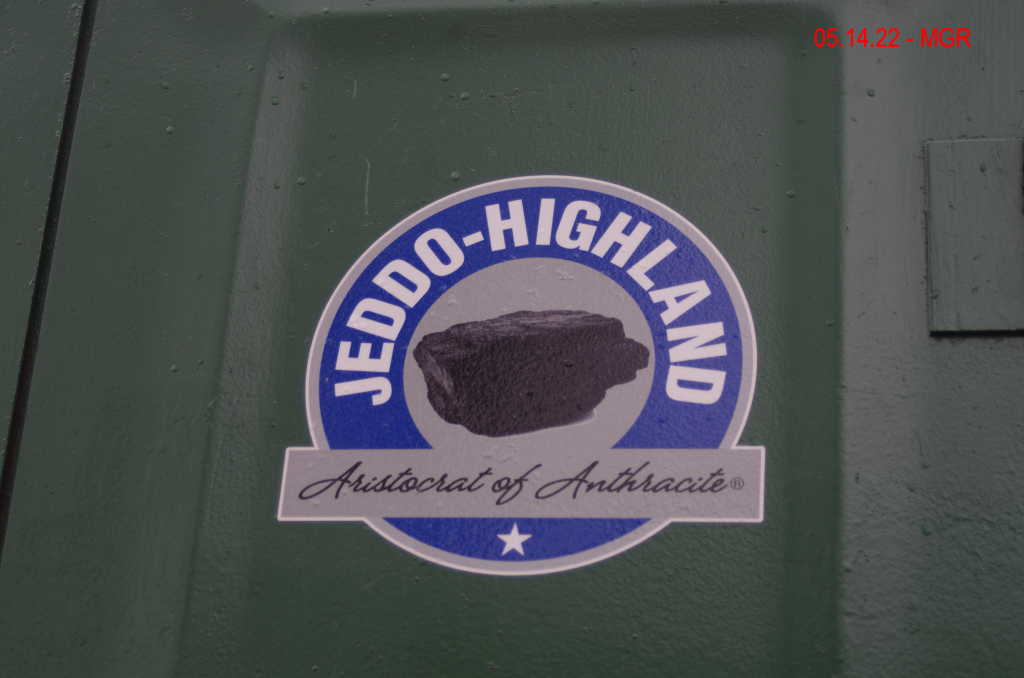 05.14.22 - MGR
JEDDO-HIGHLAND
Aristocrat of Anthracite®